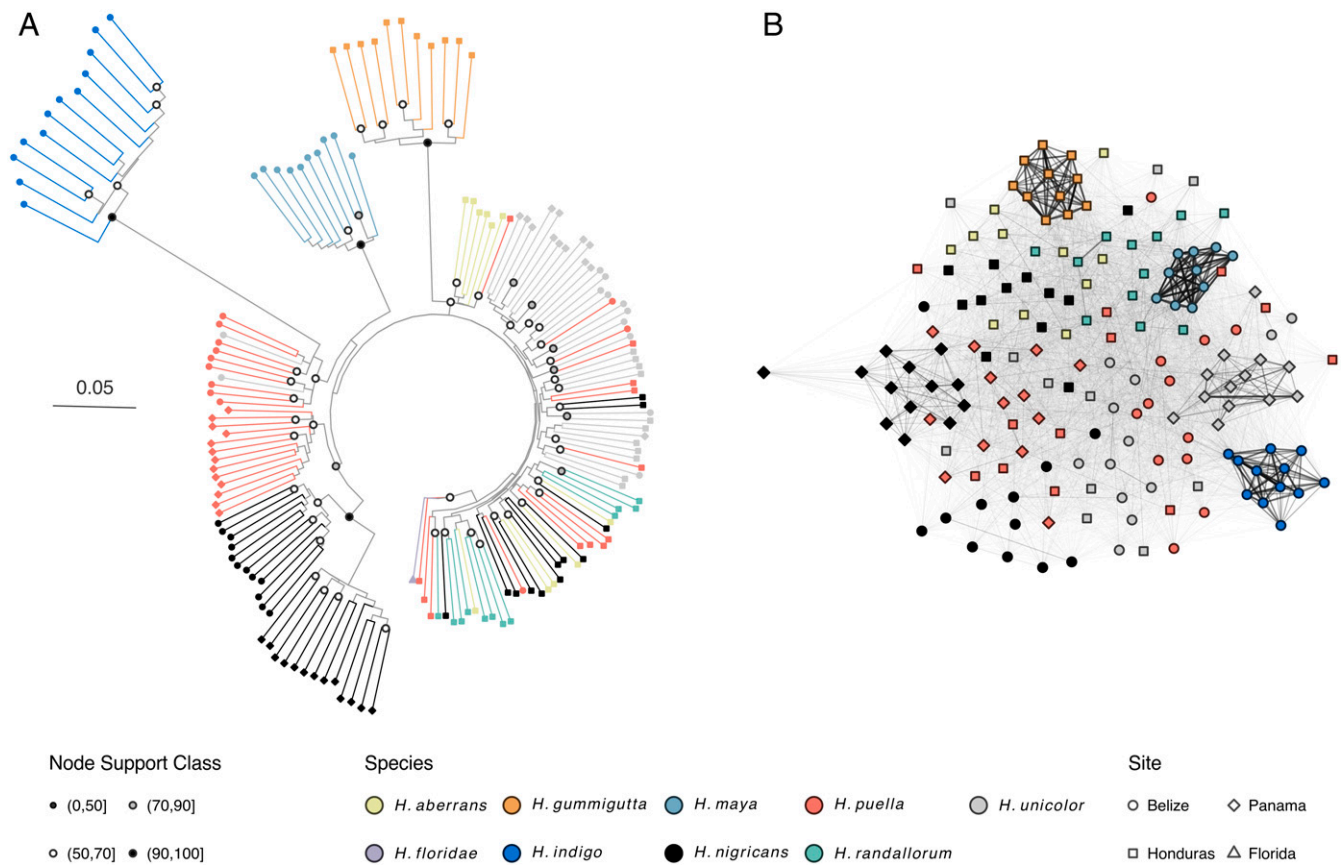 A
B
0.05
Node Support Class
Species
Site
(0,50]
(70,90]
H. aberrans
H. gummigutta
H. maya
H. puella
H. unicolor
Belize
Panama
(50,70]
(90,100]
H. floridae
H. indigo
H. nigricans
H. randallorum
Honduras
Florida